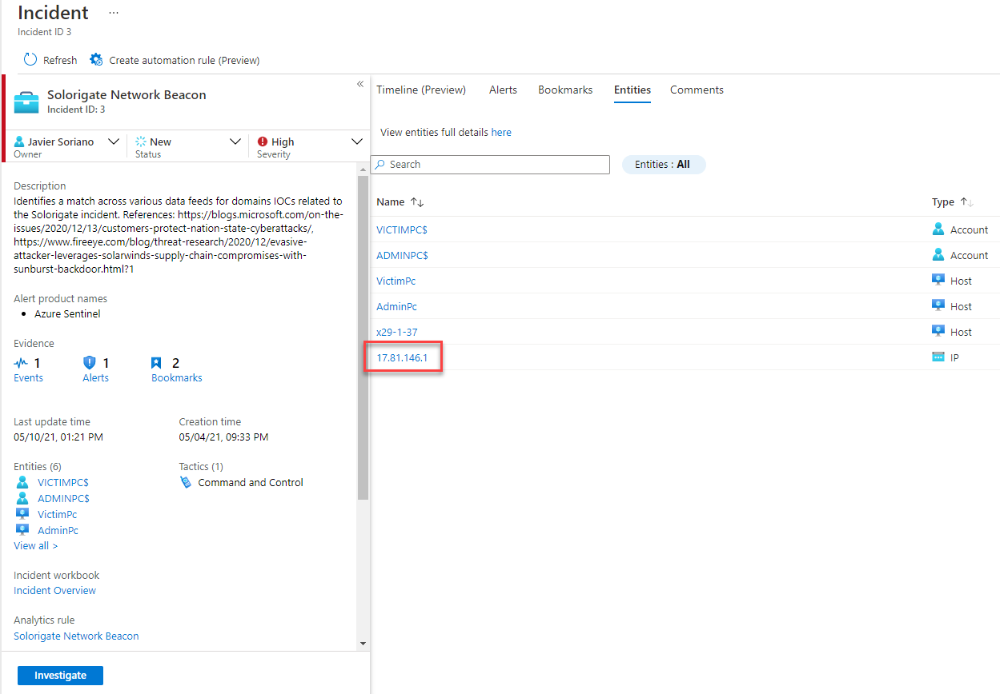 Incident ...
Incident ID 3
Refresh Create automation rule (Preview)
«
Solorigate Network Beacon
Incident ID: 3
Javier Soriano New High
Owner Status Severity
Description
Identifies a match across various data feeds for domains IOCs related to
the Solorigate incident. References: https://blogs.microsoft.com/on-the-
issues/2020/12/13/customers-protect-nation-state-cyberattacks/,
https://www.fireeye.com/blog/threat-research/2020/12/evasive-
attacker-leverages-solarwinds-supply-chain-compromises-with-
sunburst-backdoor.html?1
Alert product names
• Azure Sentinel
Evidence
1 1 2
Events Alerts Bookmarks
Last update time Creation time
05/10/21, 01:21 PM 05/04/21, 09:33 PM
Entities (6) Tactics (1)
VICTIMPC$ Command and Control
ADMINPC$
VictimPc
AdminPc
View all >
Incident workbook
Incident Overview
Analytics rule
Solorigate Network Beacon
Investigate
Timeline (Preview) Alerts Bookmarks Entities Comments
View entities full details here
Search Entities : All
Name ↑↓ Type ↑↓
VICTIMPC$ Account
ADMINPC$ Account
VictimPc Host
AdminPc Host
x29-1-37 Host
17.81.146.1 IP